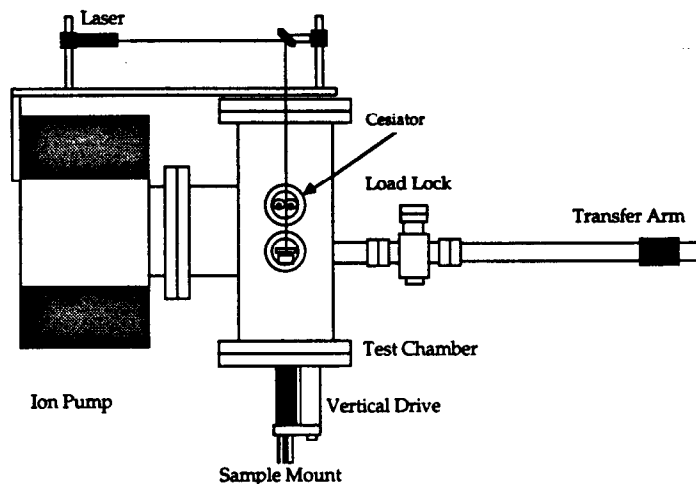 Laser
Cesiator
Load Lock
Transfer Arm
Test Chamber
Ion Pump
Vertical Drive
Sample Mount